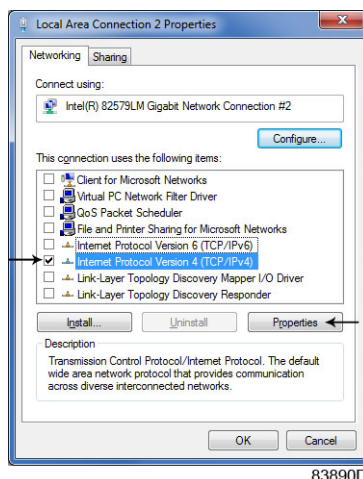 Local Area Connection 2 Properties
Networking
Sharing
Connect using:
Intel(R) 82579LM Gigabit Network Connection #2
Configure...
This connection uses the following items:
Client for Microsoft Networks
Virtual PC Network Filter Driver
QoS Packet Scheduler
File and Printer Sharing for Microsoft Networks
Internet Protocol Version 6 (TCP/IPv6)
Internet Protocol Version 4 (TCP/IPv4)
Link-Layer Topology Discovery Mapper I/O Driver
Link-Layer Topology Discovery Responder
Install...
Uninstall
Properties
Description
Transmission Control Protocol/Internet Protocol. The default
wide area network protocol that provides communication
across diverse interconnected networks.
OK
Cancel